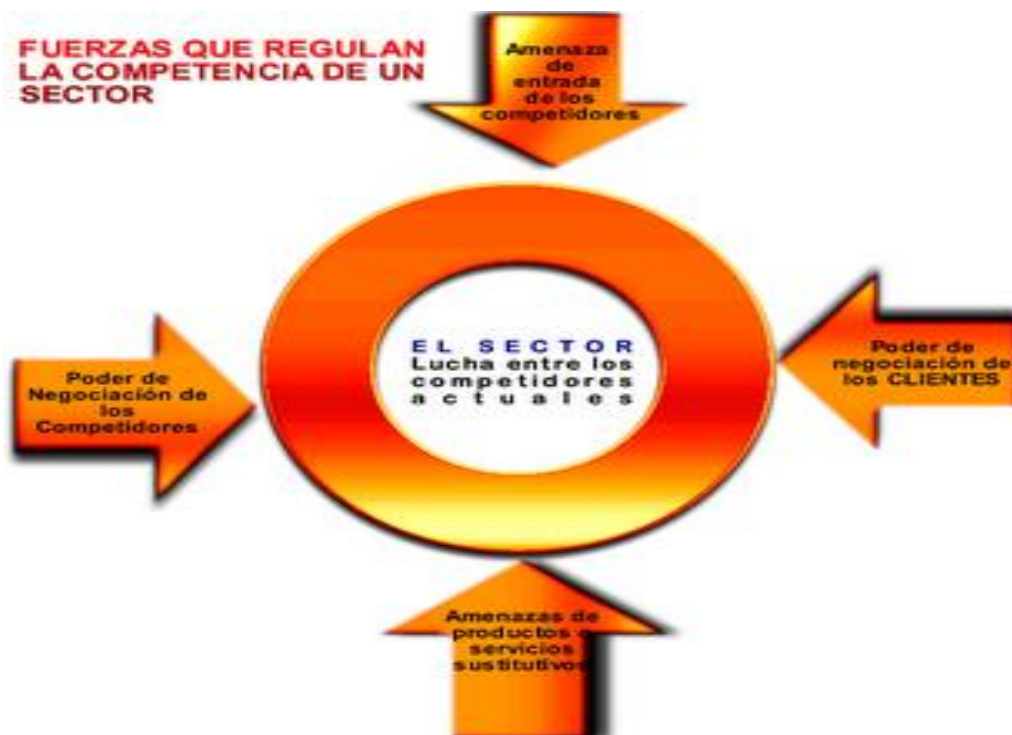 FUERZAS QUE REGULAN
LA COMPETENCIA DE UN
SECTOR
Amenaza
de
entrada
de los
competidores
EL SECTOR
Lucha entre los
competidores
actuales
Poder de
Negociación de
los
Competidores
Poder de
negociación de
los CLIENTES
Amenazas de
productos o
servicios
sustitutivos